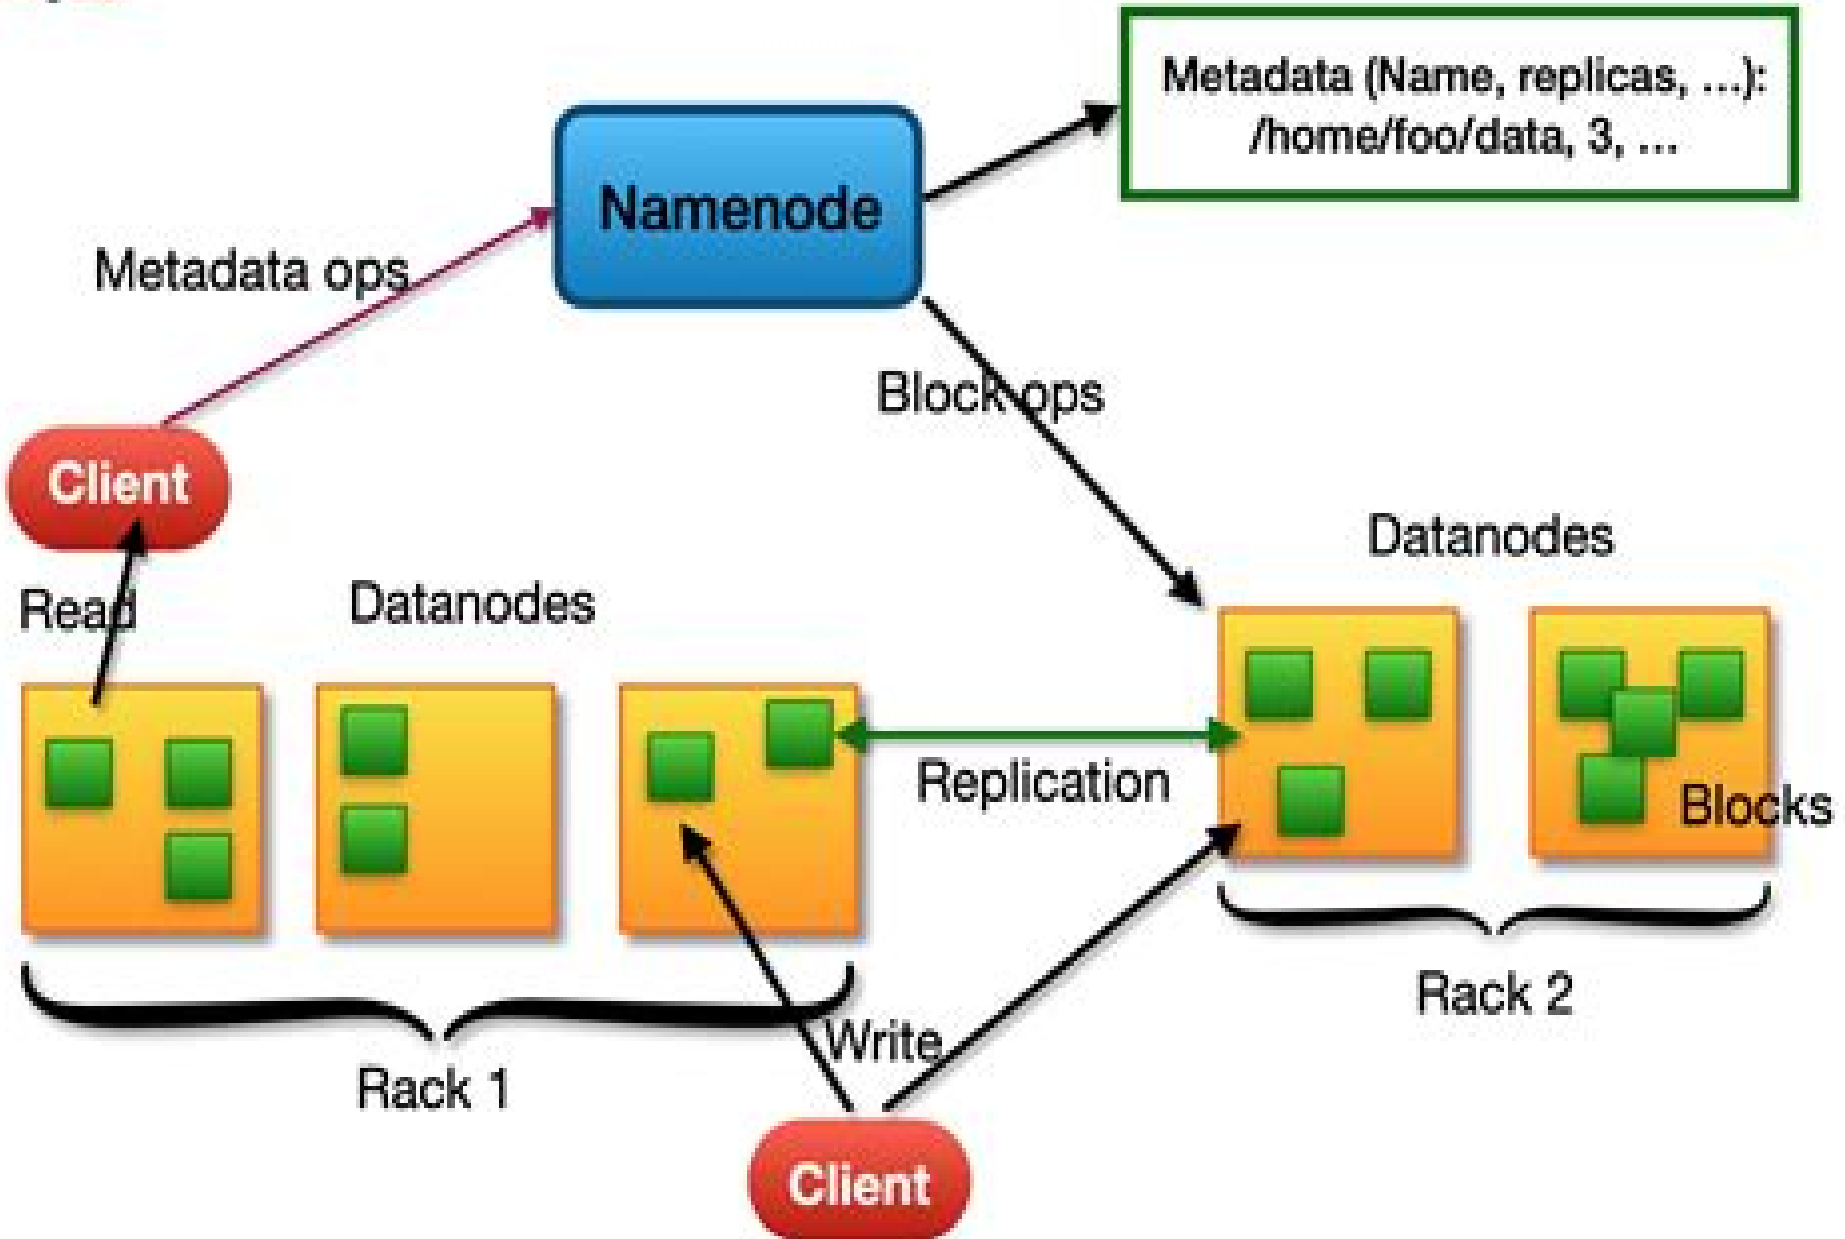 Metadata (Name, replicas, ...):
/home/foo/data, 3, ...
Namenode
Metadata ops
Block ops
Client
Read
Datanodes
Datanodes
Replication
Blocks
Rack 1
Write
Rack 2
Client